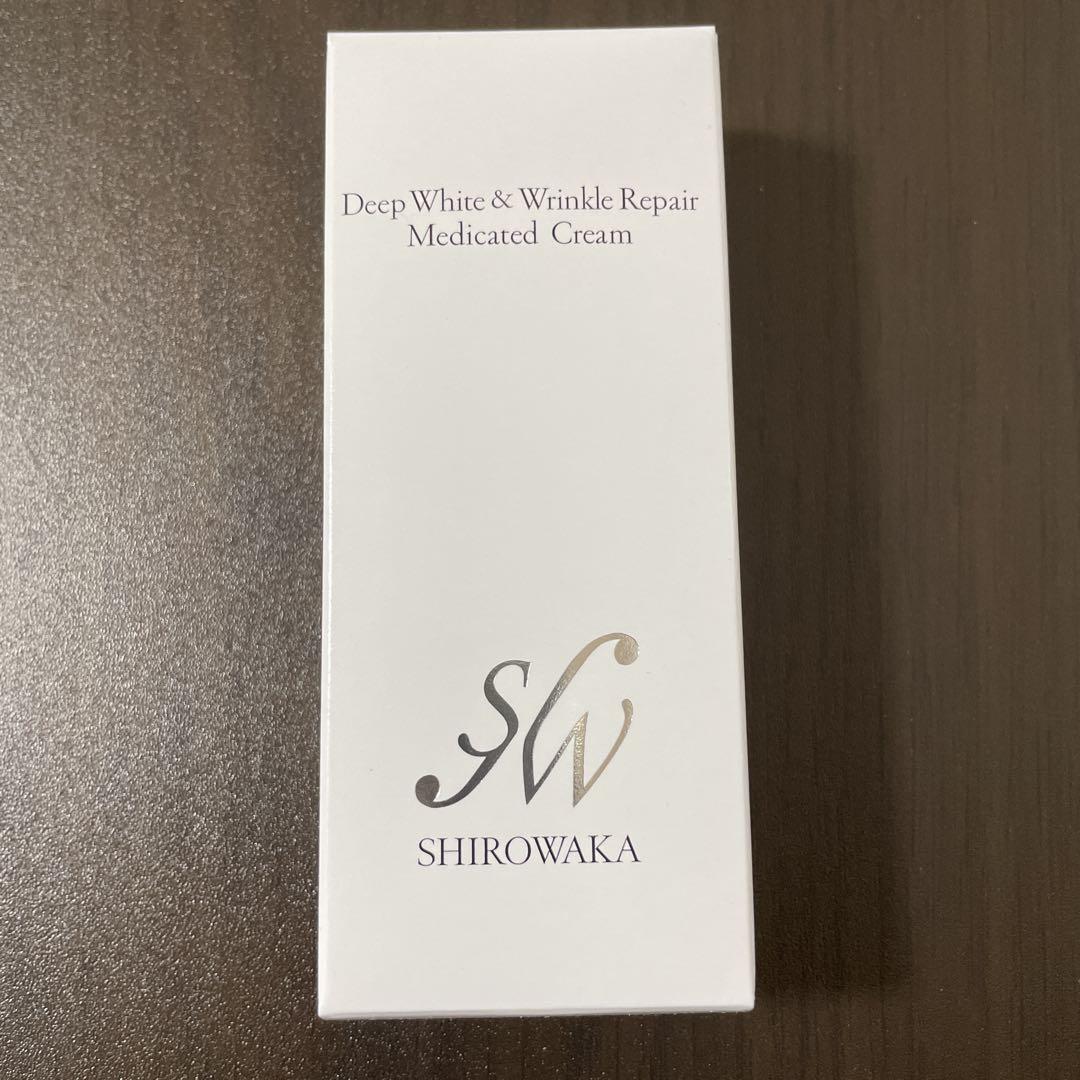 Deep White & Wrinkle Repair
Medicated Cream
SW
SHIROWAKA